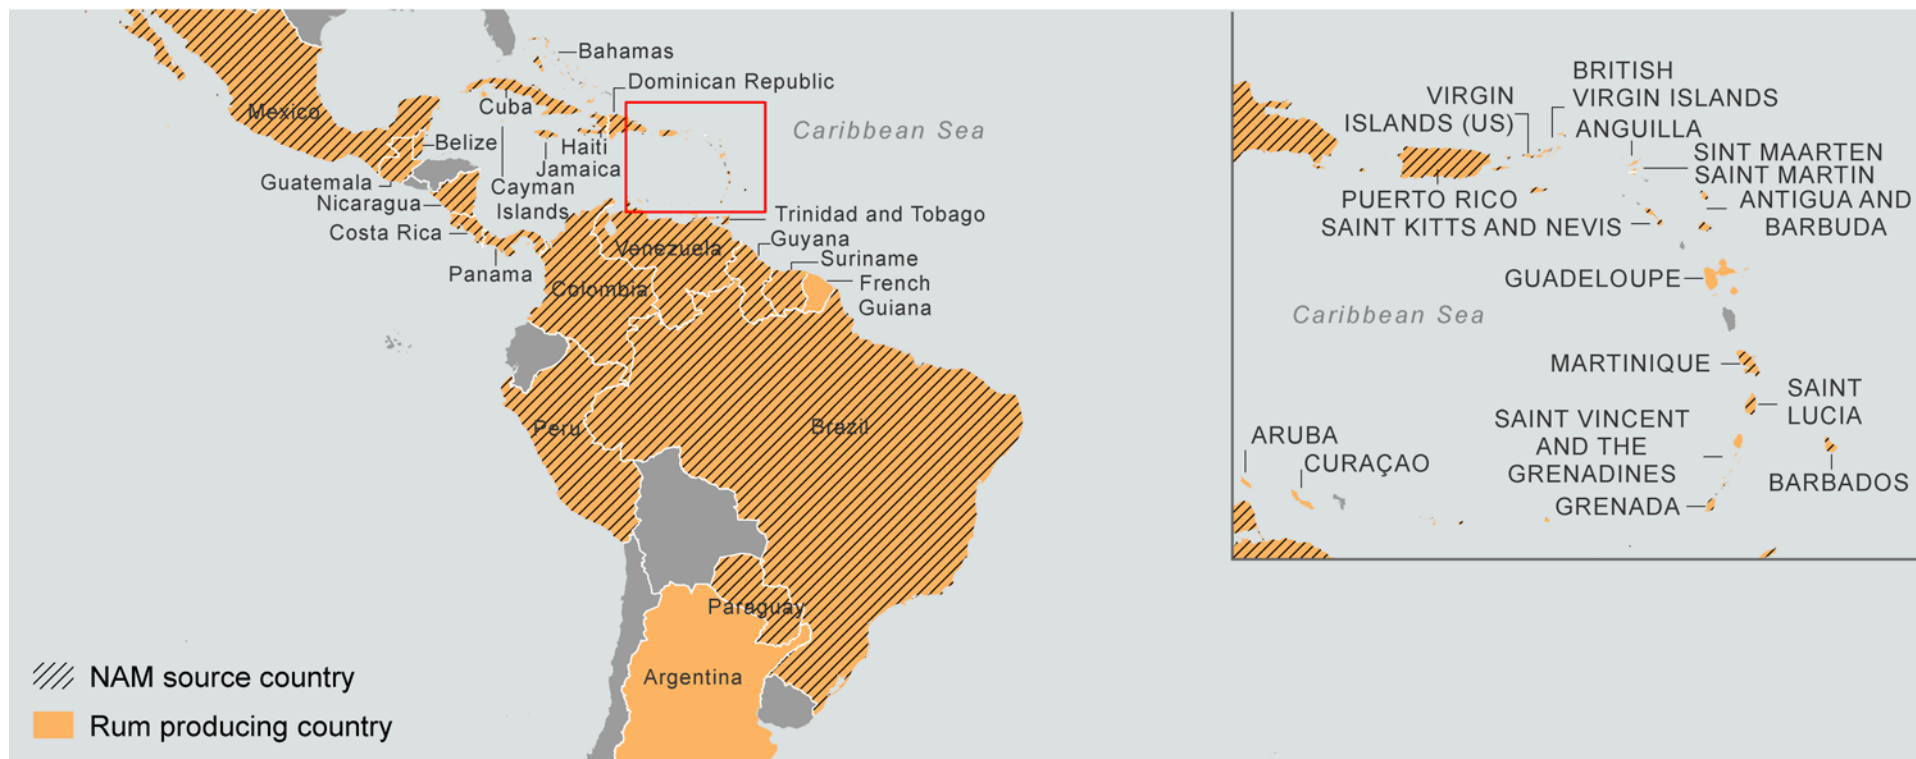 Bahamas
Dominican Republic
Cuba
Mexico
Caribbean Sea
Belize
Haiti
Jamaica
Guatemala
Cayman
Islands
Nicaragua
Trinidad and Tobago
Costa Rica
Guyana
Venezuela
Suriname
Panama
French
Guiana
Colombia
Peru
Brazil
Paraguay
Argentina
NAM source country
Rum producing country
BRITISH
VIRGIN ISLANDS
VIRGIN
ISLANDS (US)
ANGUILLA
SINT MAARTEN
SAINT MARTIN
PUERTO RICO
ANTIGUA AND
BARBUDA
SAINT KITTS AND NEVIS
GUADELOUPE
Caribbean Sea
MARTINIQUE
SAINT
LUCIA
SAINT VINCENT
AND THE
GRENADINES
ARUBA
CURAÇAO
BARBADOS
GRENADA